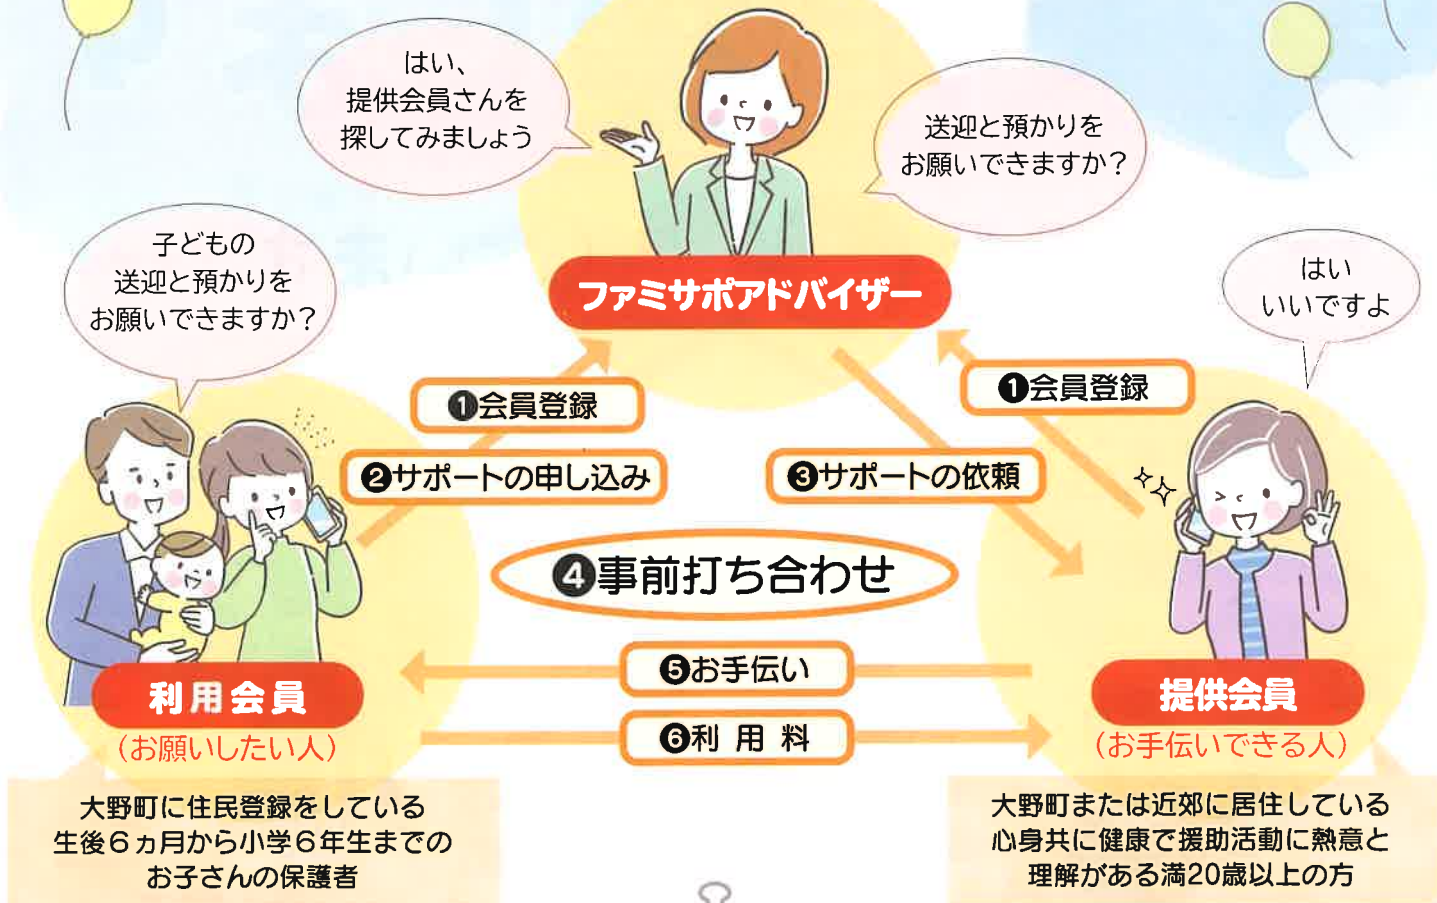 はい、
提供会員さんを
探してみましょう
送迎と預かりを
お願いできますか?
子どもの
送迎と預かりを
お願いできますか?
はい
いいですよ
ファミサポアドバイザー
❶会員登録
❶会員登録
❷サポートの申し込み
❸サポートの依頼
❹事前打ち合わせ
❺お手伝い
❻利用料
利用会員
(お願いしたい人)
大野町に住民登録をしている
生後6ヵ月から小学6年生までの
お子さんの保護者
提供会員
(お手伝いできる人)
大野町または近郊に居住している
心身共に健康で援助活動に熱意と
理解がある満20歳以上の方